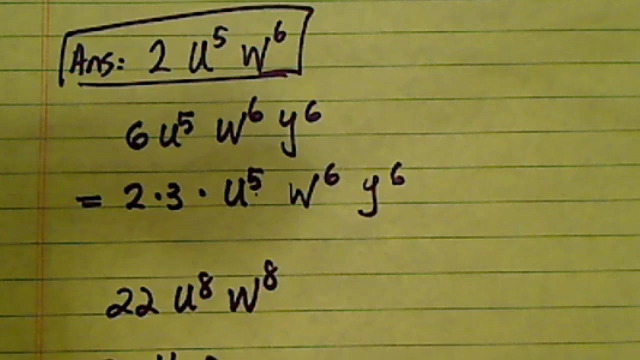 Ans: 2 u⁵ w⁶
6 u⁵ w⁶ y⁶
= 2·3 · u⁵ w⁶ y⁶
22 u⁸ w⁸